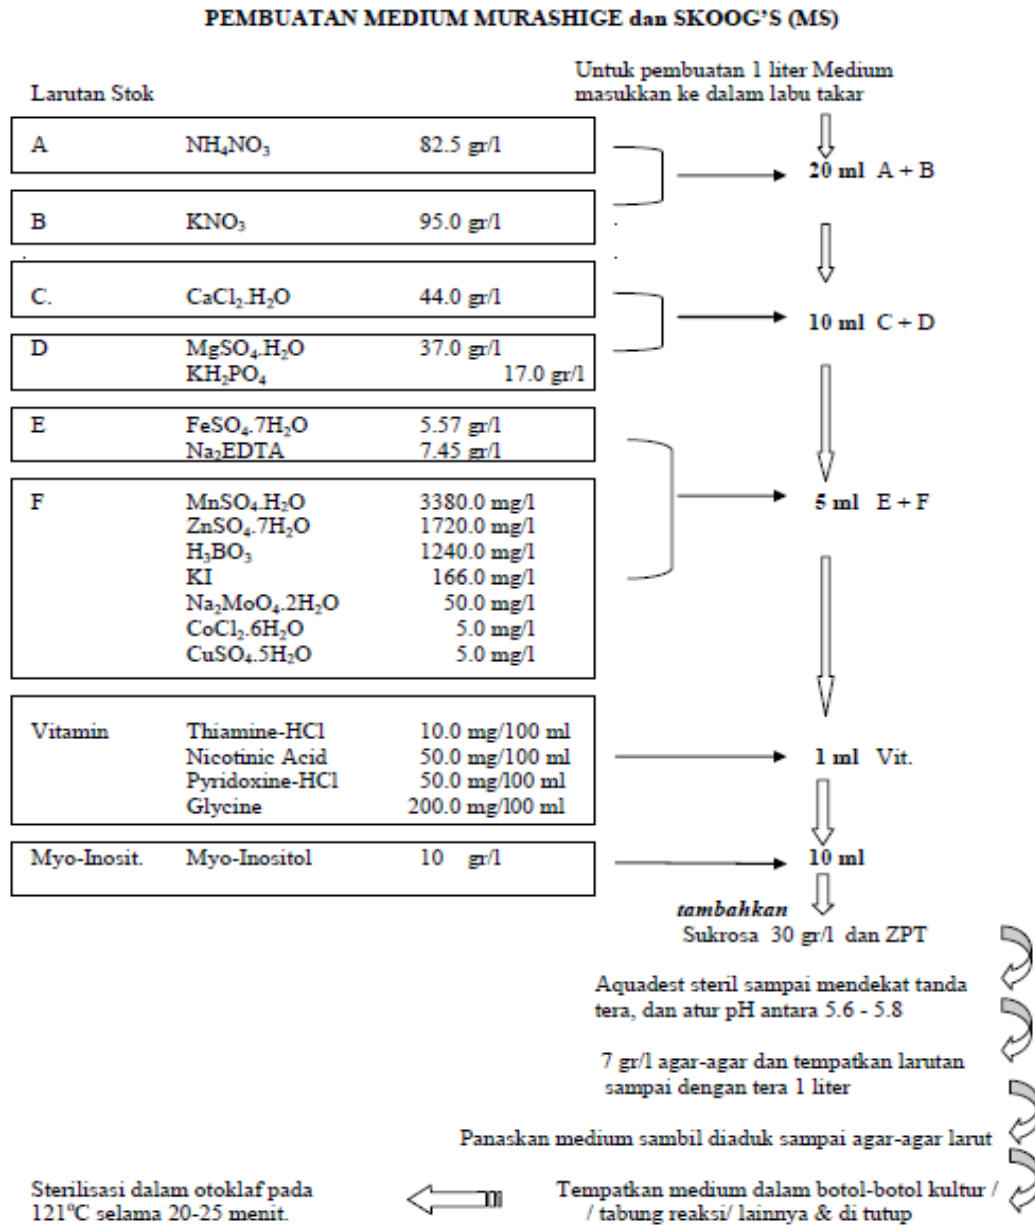 PEMBUATAN MEDIUM MURASHIGE dan SKOOG'S (MS)
Untuk pembuatan 1 liter Medium
masukkan ke dalam labu takar
Larutan Stok
A NH₄NO₃ 82.5 gr/l
20 ml A + B
B KNO₃ 95.0 gr/l
C. CaCl₂.H₂O 44.0 gr/l
10 ml C + D
D MgSO₄.H₂O 37.0 gr/l
KH₂PO₄ 17.0 gr/l
E FeSO₄.7H₂O 5.57 gr/l
Na₂EDTA 7.45 gr/l
F MnSO₄.H₂O 3380.0 mg/l
5 ml E + F
ZnSO₄.7H₂O 1720.0 mg/l
H₃BO₃ 1240.0 mg/l
KI 166.0 mg/l
Na₂MoO₄.2H₂O 50.0 mg/l
CoCl₂.6H₂O 5.0 mg/l
CuSO₄.5H₂O 5.0 mg/l
Vitamin Thiamine-HCl 10.0 mg/100 ml
Nicotinic Acid 50.0 mg/100 ml
1 ml Vit.
Pyridoxine-HCl 50.0 mg/l00 ml
Glycine 200.0 mg/l00 ml
Myo-Inosit. Myo-Inositol 10 gr/l
10 ml
tambahkan
Sukrosa 30 gr/l dan ZPT
Aquadest steril sampai mendekat tanda
tera, dan atur pH antara 5.6 - 5.8
7 gr/l agar-agar dan tempatkan larutan
sampai dengan tera 1 liter
Panaskan medium sambil diaduk sampai agar-agar larut
Tempatkan medium dalam botol-botol kultur /
/ tabung reaksi/ lainnya & di tutup
Sterilisasi dalam otoklaf pada
121°C selama 20-25 menit.